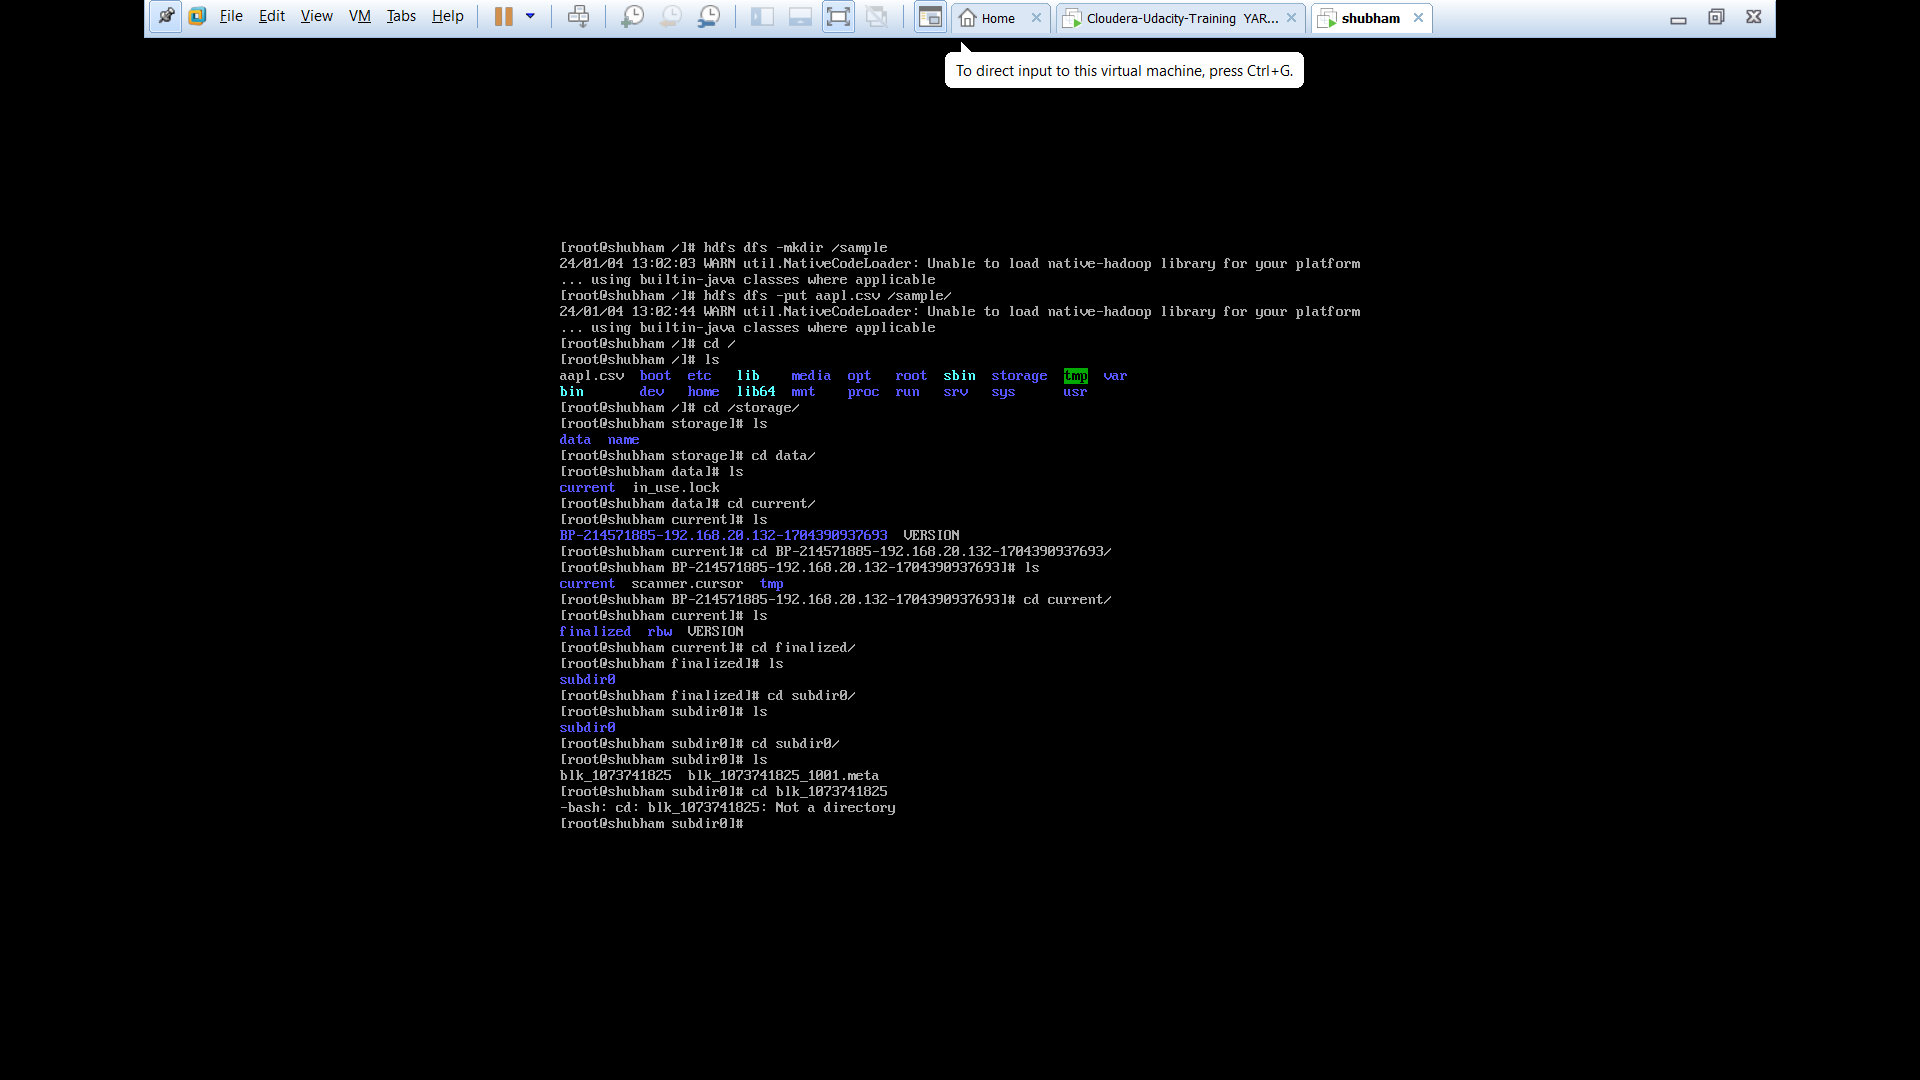 File Edit View VM Tabs Help Home Cloudera-Udacity-Training YAR... shubham
To direct input to this virtual machine, press Ctrl+G.
[root@shubham /]# hdfs dfs -mkdir /sample
24/01/04 13:02:03 WARN util.NativeCodeLoader: Unable to load native-hadoop library for your platform
... using builtin-java classes where applicable
[root@shubham /]# hdfs dfs -put aapl.csv /sample/
24/01/04 13:02:44 WARN util.NativeCodeLoader: Unable to load native-hadoop library for your platform
... using builtin-java classes where applicable
[root@shubham /]# cd /
[root@shubham /]# ls
aapl.csv boot etc lib media opt root sbin storage tmp var
bin dev home lib64 mnt proc run srv sys usr
[root@shubham /]# cd /storage/
[root@shubham storage]# ls
data name
[root@shubham storage]# cd data/
[root@shubham data]# ls
current in_use.lock
[root@shubham data]# cd current/
[root@shubham current]# ls
BP-214571885-192.168.20.132-1704390937693 VERSION
[root@shubham current]# cd BP-214571885-192.168.20.132-1704390937693/
[root@shubham BP-214571885-192.168.20.132-1704390937693]# ls
current scanner.cursor tmp
[root@shubham BP-214571885-192.168.20.132-1704390937693]# cd current/
[root@shubham current]# ls
finalized rbw VERSION
[root@shubham current]# cd finalized/
[root@shubham finalized]# ls
subdir0
[root@shubham finalized]# cd subdir0/
[root@shubham subdir0]# ls
subdir0
[root@shubham subdir0]# cd subdir0/
[root@shubham subdir0]# ls
blk_1073741825 blk_1073741825_1001.meta
[root@shubham subdir0]# cd blk_1073741825
-bash: cd: blk_1073741825: Not a directory
[root@shubham subdir0]#